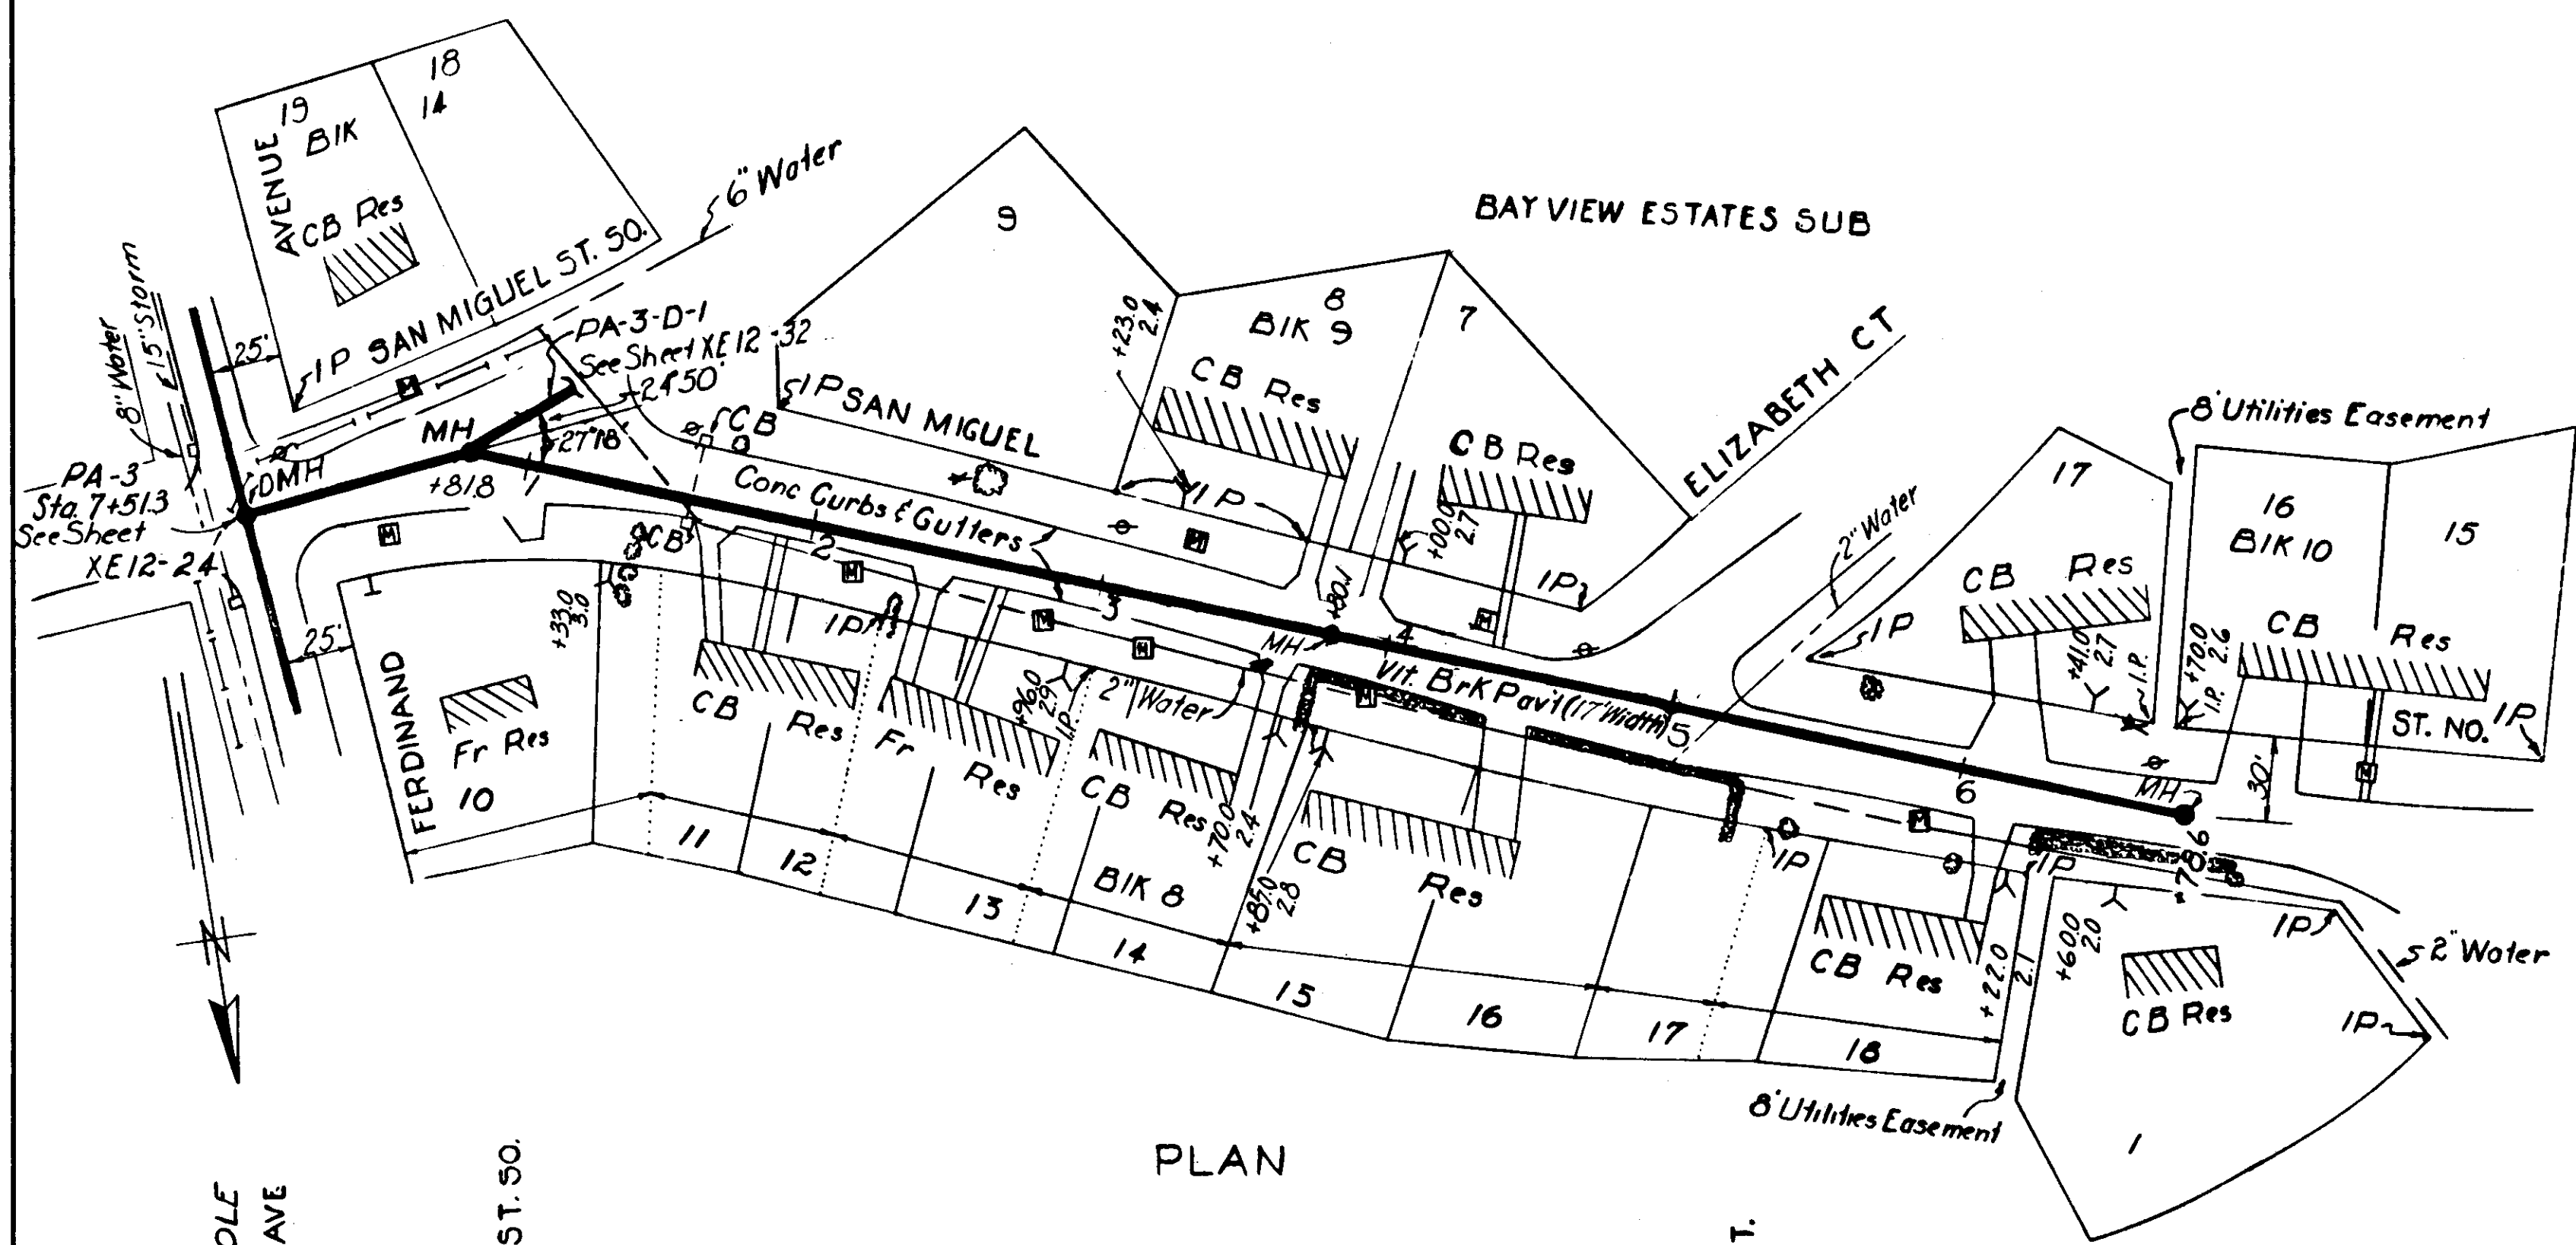 18
14
19
Blk
AVENUE
CB Res
SAN MIGUEL ST. SO.
6" Water
8" Water
15" Storm
25'
IP
PA-3-D-1
See Sheet XE12-32
24°50'
27°18'
MH
+81.8
DMH
PA-3
Sta. 7+51.3
See Sheet
XE12-24
M
1
CB
CB
9
BAY VIEW ESTATES SUB
IP SAN MIGUEL
Conc Curbs & Gutters
+23.0
2.4
8
Blk 9
CB Res
IP
7
CB Res
+00.0
2.7
ELIZABETH CT
IP
+80.1
MH
2
3
4
5
6
Vit. Brk Pav't (17' Width)
2" Water
IP
17
CB Res
+41.0
2.7
I.P.
8' Utilities Easement
+70.0
2.6
I.P.
16
Blk 10
15
CB Res
ST. NO.
IP
30'
MH
25'
FERDINAND
Fr Res
10
1
+33.0
3.0
CB Res
IP
Fr Res
+96.0
2.9
IP
2" Water
CB Res
+70.0
2.4
+85.0
2.8
CB Res
IP
CB Res
IP
+22.0
2.1
+60.0
2.0
CB Res
IP
2" Water
IP
11
12
13
14
Blk 8
15
16
17
18
8' Utilities Easement
1
N
PLAN
OLE
AVE
ST. SO.
T.